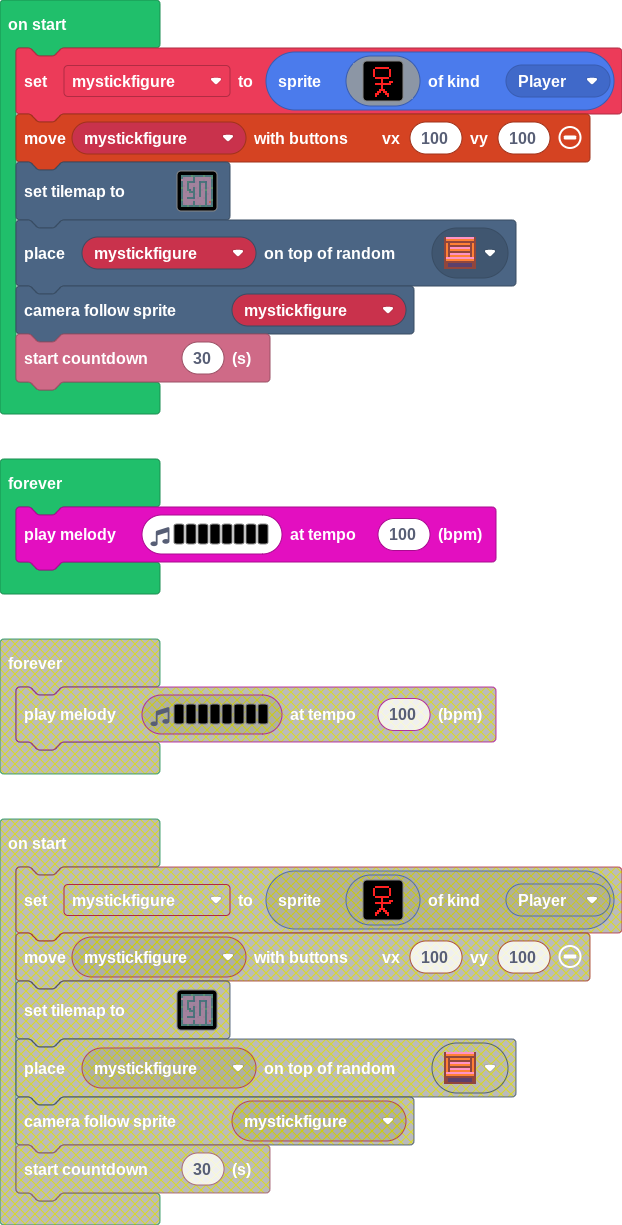 on start
set mystickfigure to sprite of kind Player
move mystickfigure with buttons vx 100 vy 100
set tilemap to
place mystickfigure on top of random
camera follow sprite mystickfigure
start countdown 30 (s)
forever
play melody at tempo 100 (bpm)
forever
play melody at tempo 100 (bpm)
on start
set mystickfigure to sprite of kind Player
move mystickfigure with buttons vx 100 vy 100
set tilemap to
place mystickfigure on top of random
camera follow sprite mystickfigure
start countdown 30 (s)